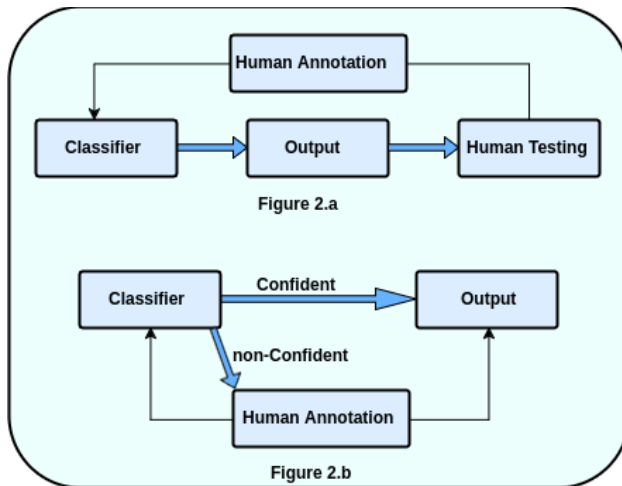 Human Annotation
Classifier
Output
Human Testing
Figure 2.a
Confident
Classifier
Output
non-Confident
Human Annotation
Figure 2.b